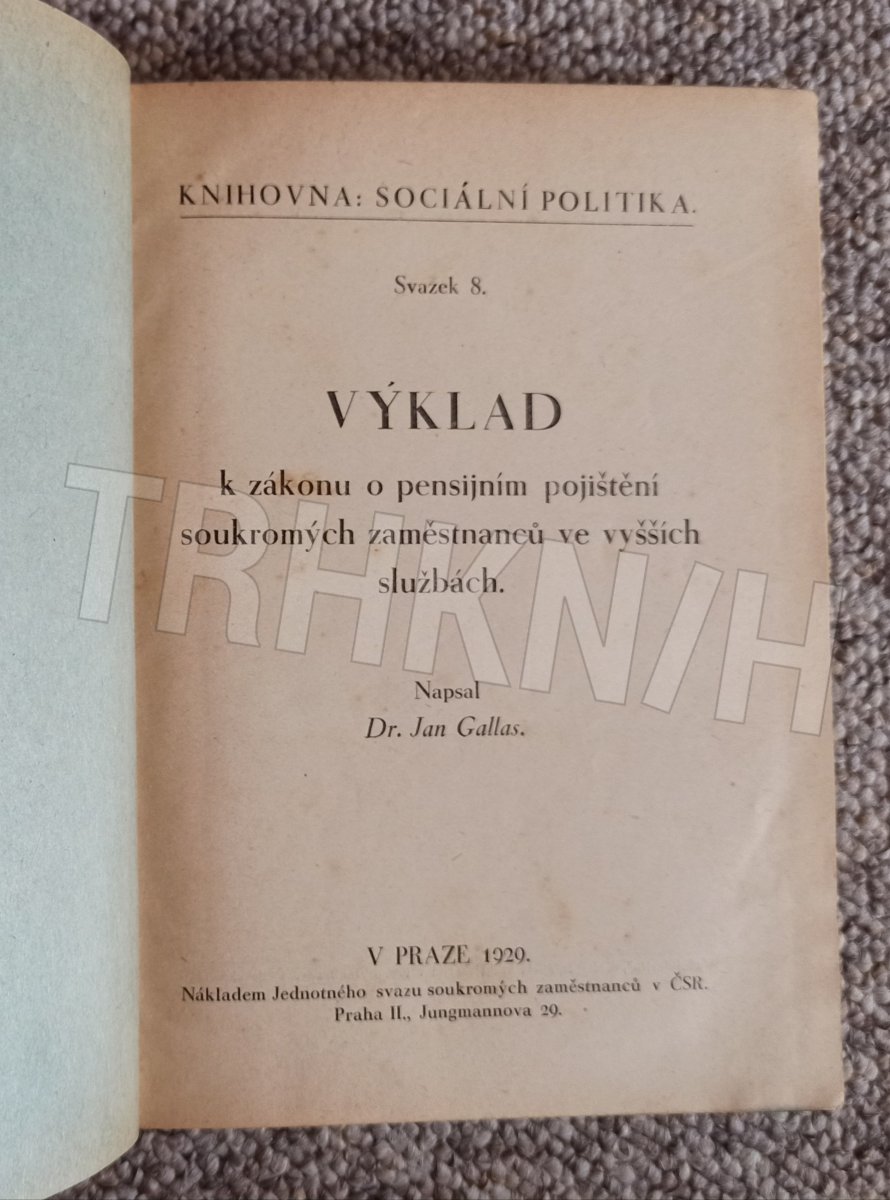 KNIHOVNA: SOCIÁLNÍ POLITIKA.
Svazek 8.
VÝKLAD
k zákonu o pensijním pojištění
soukromých zaměstnanců ve vyšších
službách.
TRHKNIH
Napsal
Dr. Jan Gallas.
V PRAZE 1929.
Nákladem Jednotného svazu soukromých zaměstnanců v ČSR.
Praha II., Jungmannova 29.